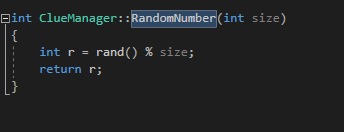 int ClueManager::RandomNumber(int size)
{
    int r = rand() % size;
    return r;
}